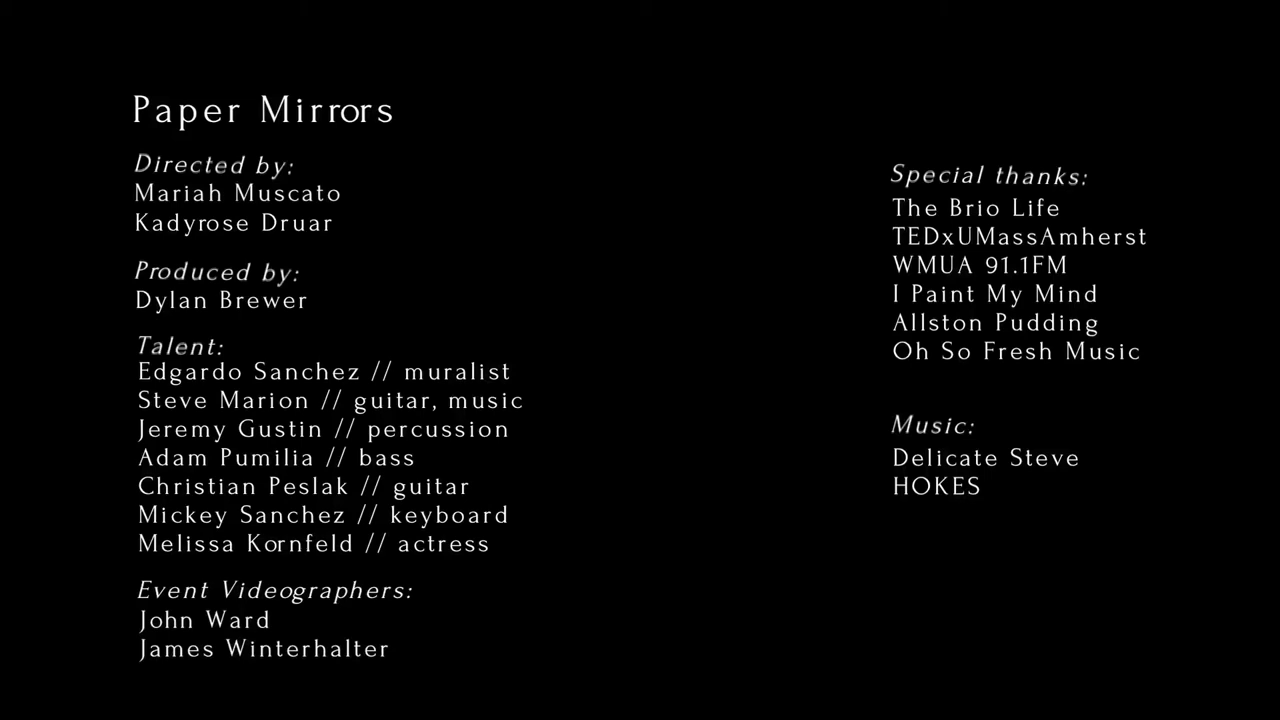 Paper Mirrors
Directed by:
Mariah Muscato
Kadyrose Druar
Produced by:
Dylan Brewer
Talent:
Edgardo Sanchez // muralist
Steve Marion // guitar, music
Jeremy Gustin // percussion
Adam Pumilia // bass
Christian Peslak // guitar
Mickey Sanchez // keyboard
Melissa Kornfeld // actress
Event Videographers:
John Ward
James Winterhalter
Special thanks:
The Brio Life
TEDxUMassAmherst
WMUA 91.1FM
I Paint My Mind
Allston Pudding
Oh So Fresh Music
Music:
Delicate Steve
HOKES